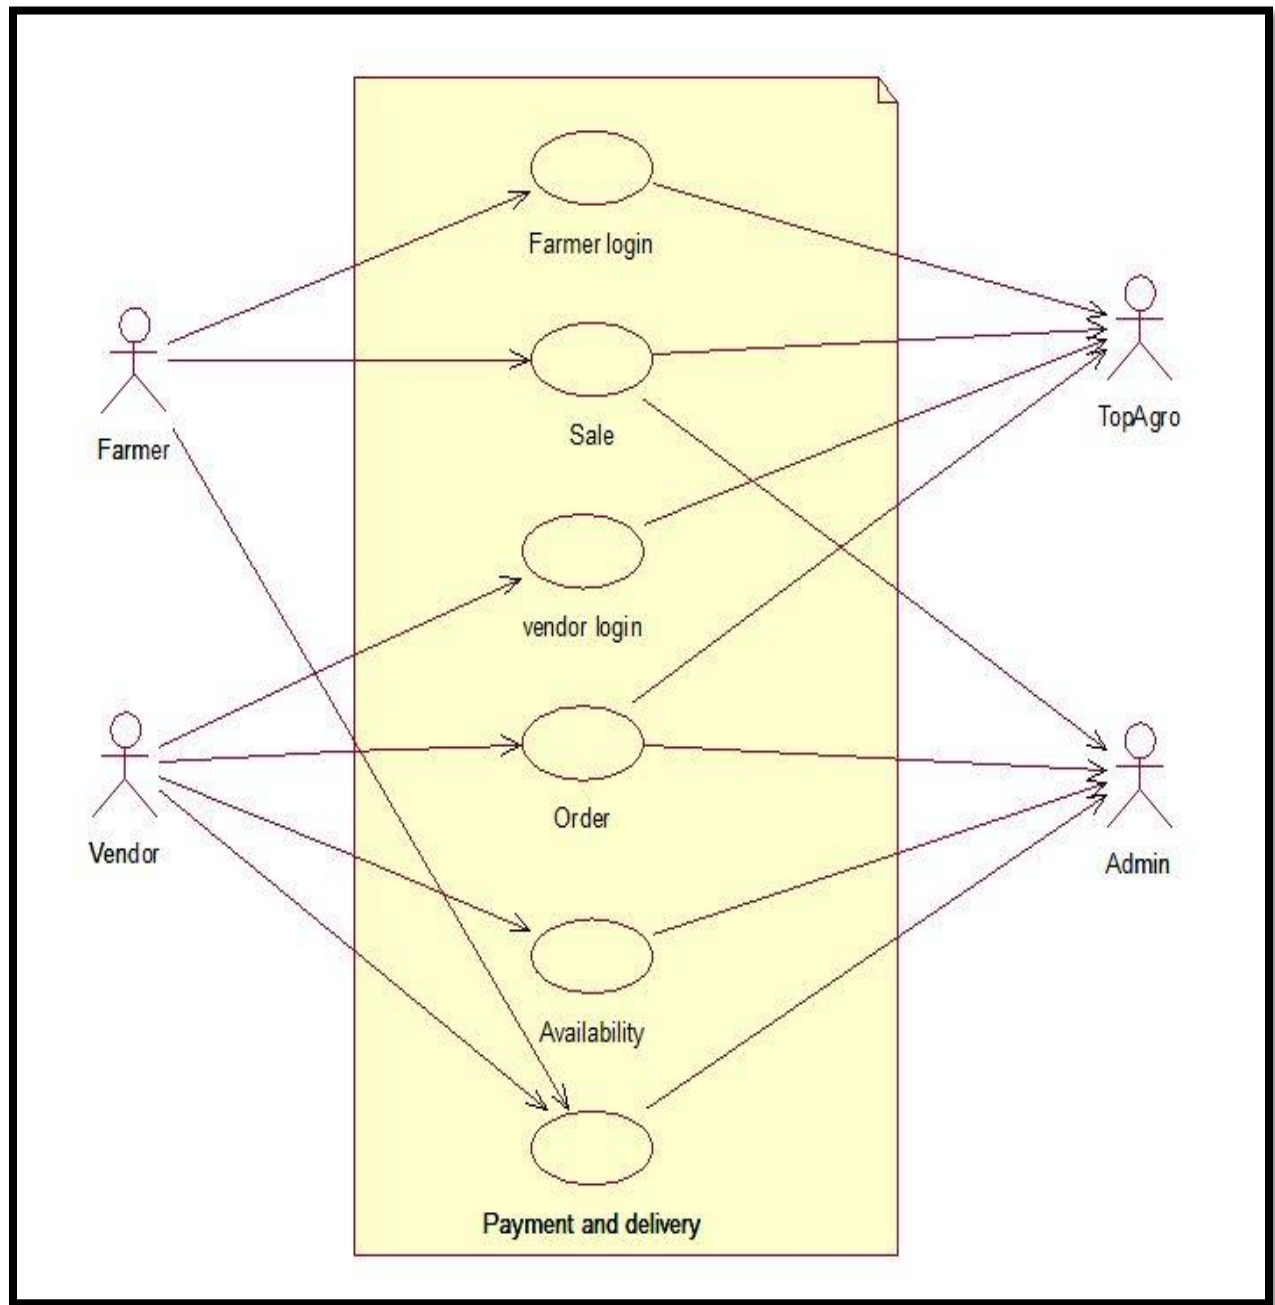 Farmer login
Farmer
Sale
TopAgro
vendor login
Vendor
Order
Admin
Availability
Payment and delivery